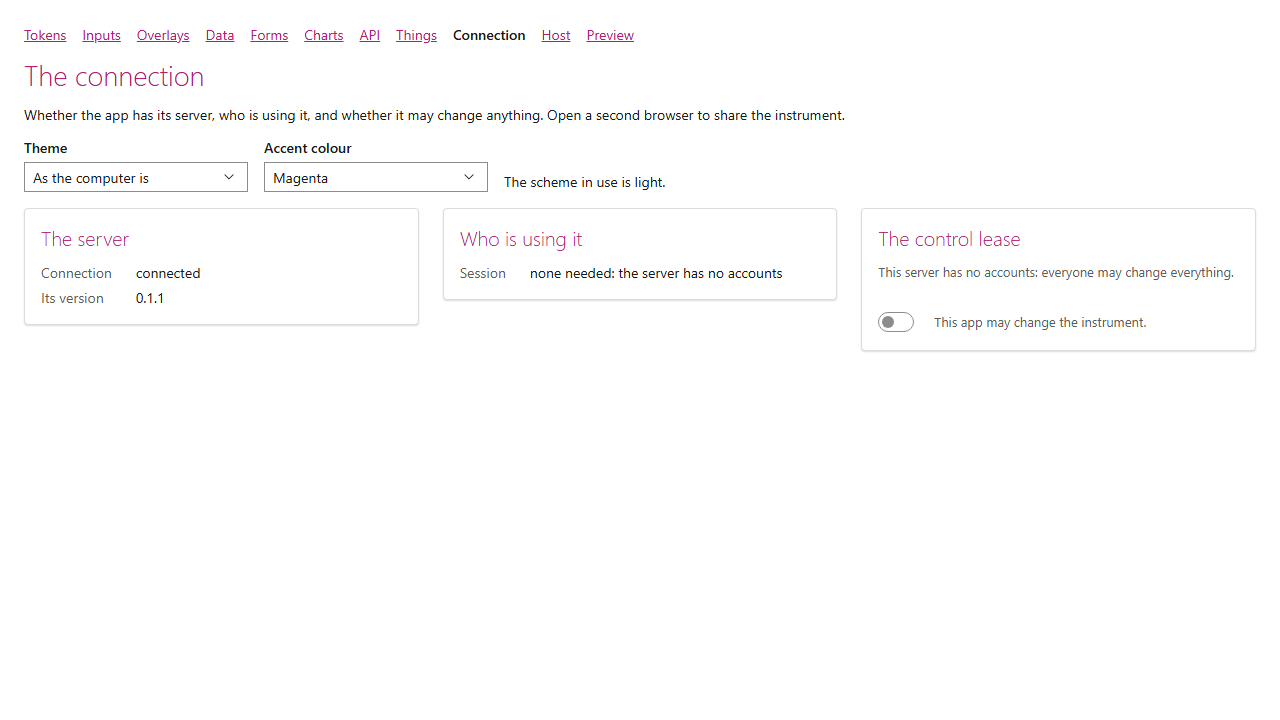 Tokens Inputs Overlays Data Forms Charts API Things Connection Host Preview
The connection
Whether the app has its server, who is using it, and whether it may change anything. Open a second browser to share the instrument.
Theme Accent colour
As the computer is Magenta The scheme in use is light.
The server
Connection connected
Its version 0.1.1
Who is using it
Session none needed: the server has no accounts
The control lease
This server has no accounts: everyone may change everything.
This app may change the instrument.